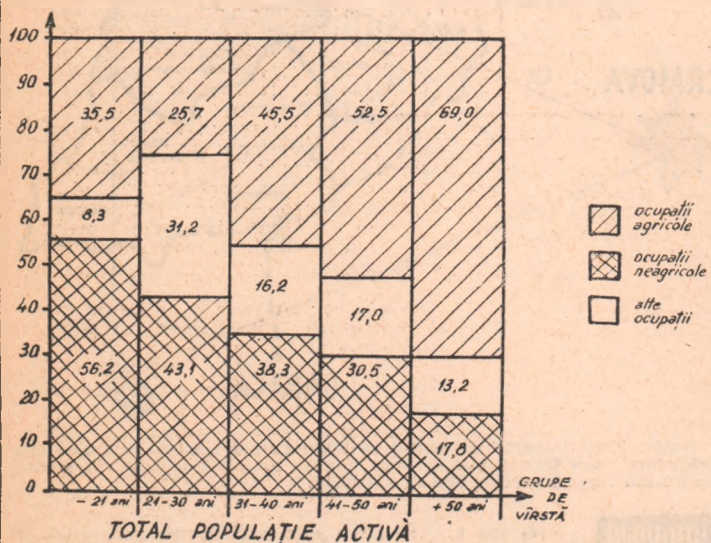 100
90
80
70
60
50
40
30
20
10
0
35,5
25,7
45,5
52,5
69,0
8,3
31,2
16,2
17,0
13,2
56,2
43,1
38,3
30,5
17,8
- 21 ani
21-30 ani
31-40 ani
41-50 ani
+ 50 ani
GRUPE
DE
VÎRSTĂ
TOTAL POPULAȚIE ACTIVĂ
ocupații
agricole
ocupații
neagricole
alte
ocupații